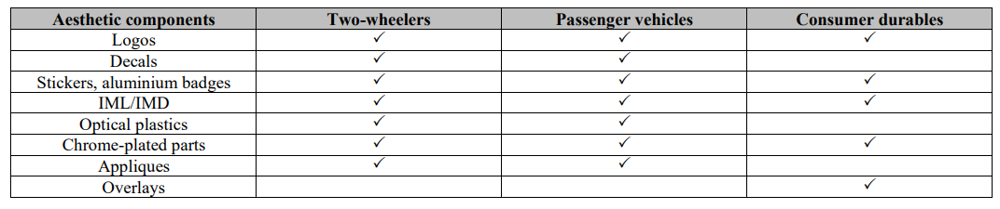 Aesthetic components Two-wheelers Passenger vehicles Consumer durables
Logos ✓ ✓ ✓
Decals ✓ ✓
Stickers, aluminium badges ✓ ✓ ✓
IML/IMD ✓ ✓ ✓
Optical plastics ✓ ✓
Chrome-plated parts ✓ ✓ ✓
Appliques ✓ ✓
Overlays ✓